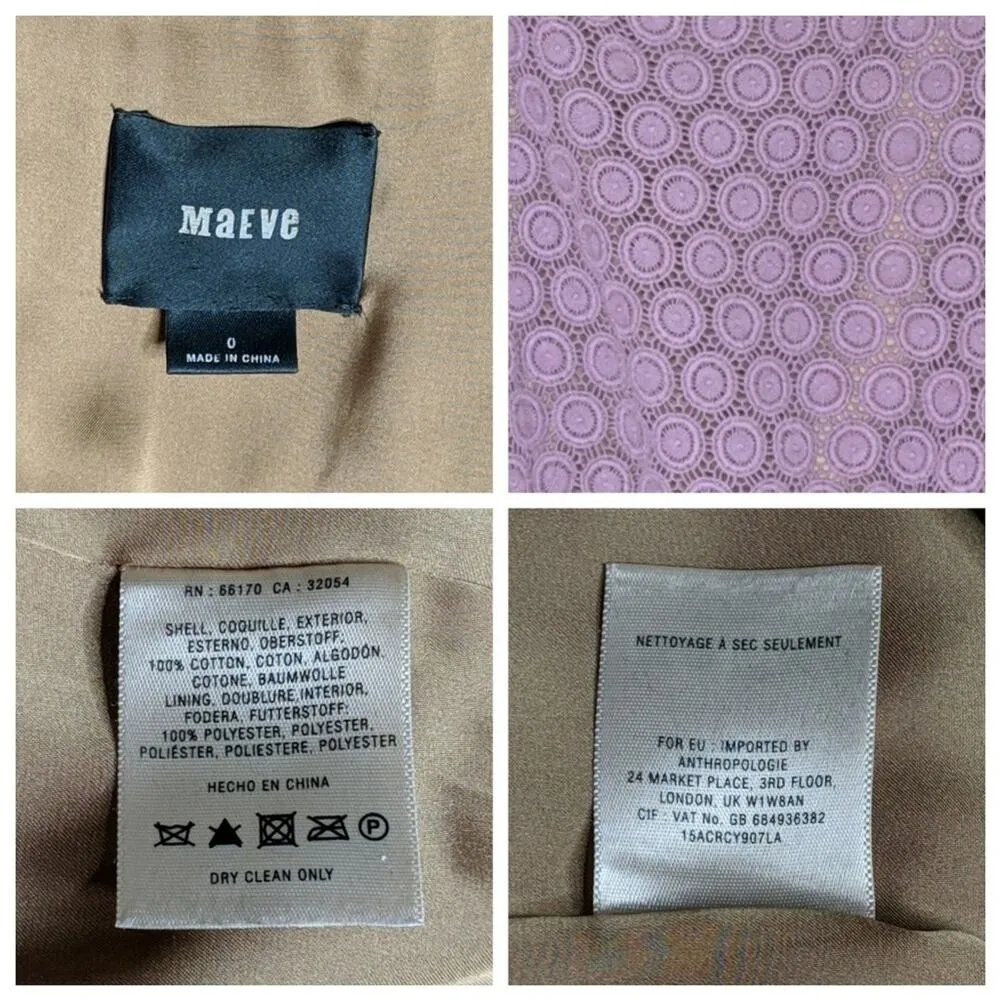 MaEVe
0
MADE IN CHINA
RN : 66170 CA : 32054
SHELL, COQUILLE, EXTERIOR,
ESTERNO, OBERSTOFF:
100% COTTON, COTON, ALGODÓN,
COTONE, BAUMWOLLE
LINING, DOUBLURE,INTERIOR,
FODERA, FUTTERSTOFF:
100% POLYESTER, POLYESTER,
POLIÉSTER, POLIESTERE, POLYESTER
HECHO EN CHINA
P
DRY CLEAN ONLY
NETTOYAGE À SEC SEULEMENT
FOR EU : IMPORTED BY
ANTHROPOLOGIE
24 MARKET PLACE, 3RD FLOOR,
LONDON, UK W1W8AN
CIF : VAT No. GB 684936382
15ACRCY907LA